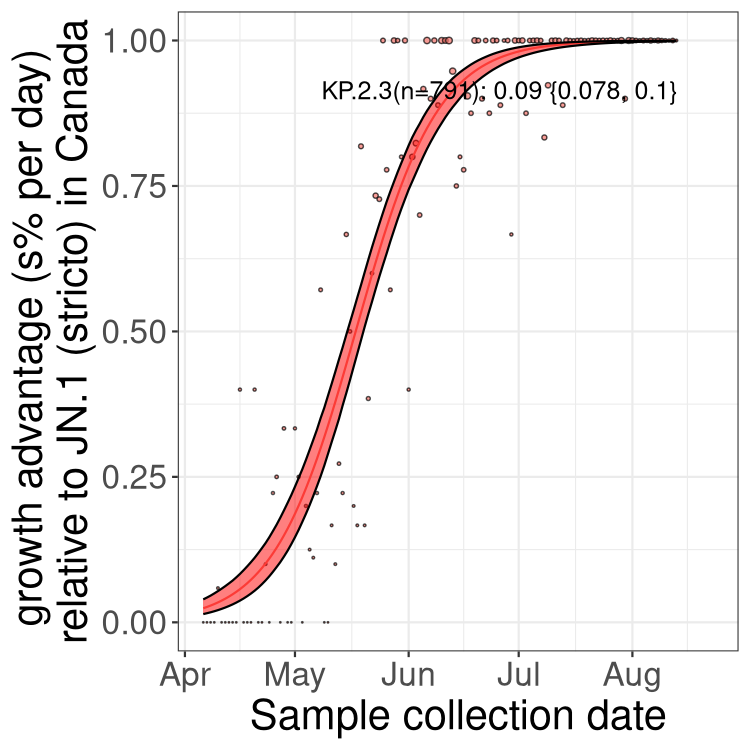 growth advantage (s% per day)
relative to JN.1 (stricto) in Canada
1.00
0.75
0.50
0.25
0.00
KP.2.3(n=791): 0.09 {0.078, 0.1}
Apr May Jun Jul Aug
Sample collection date